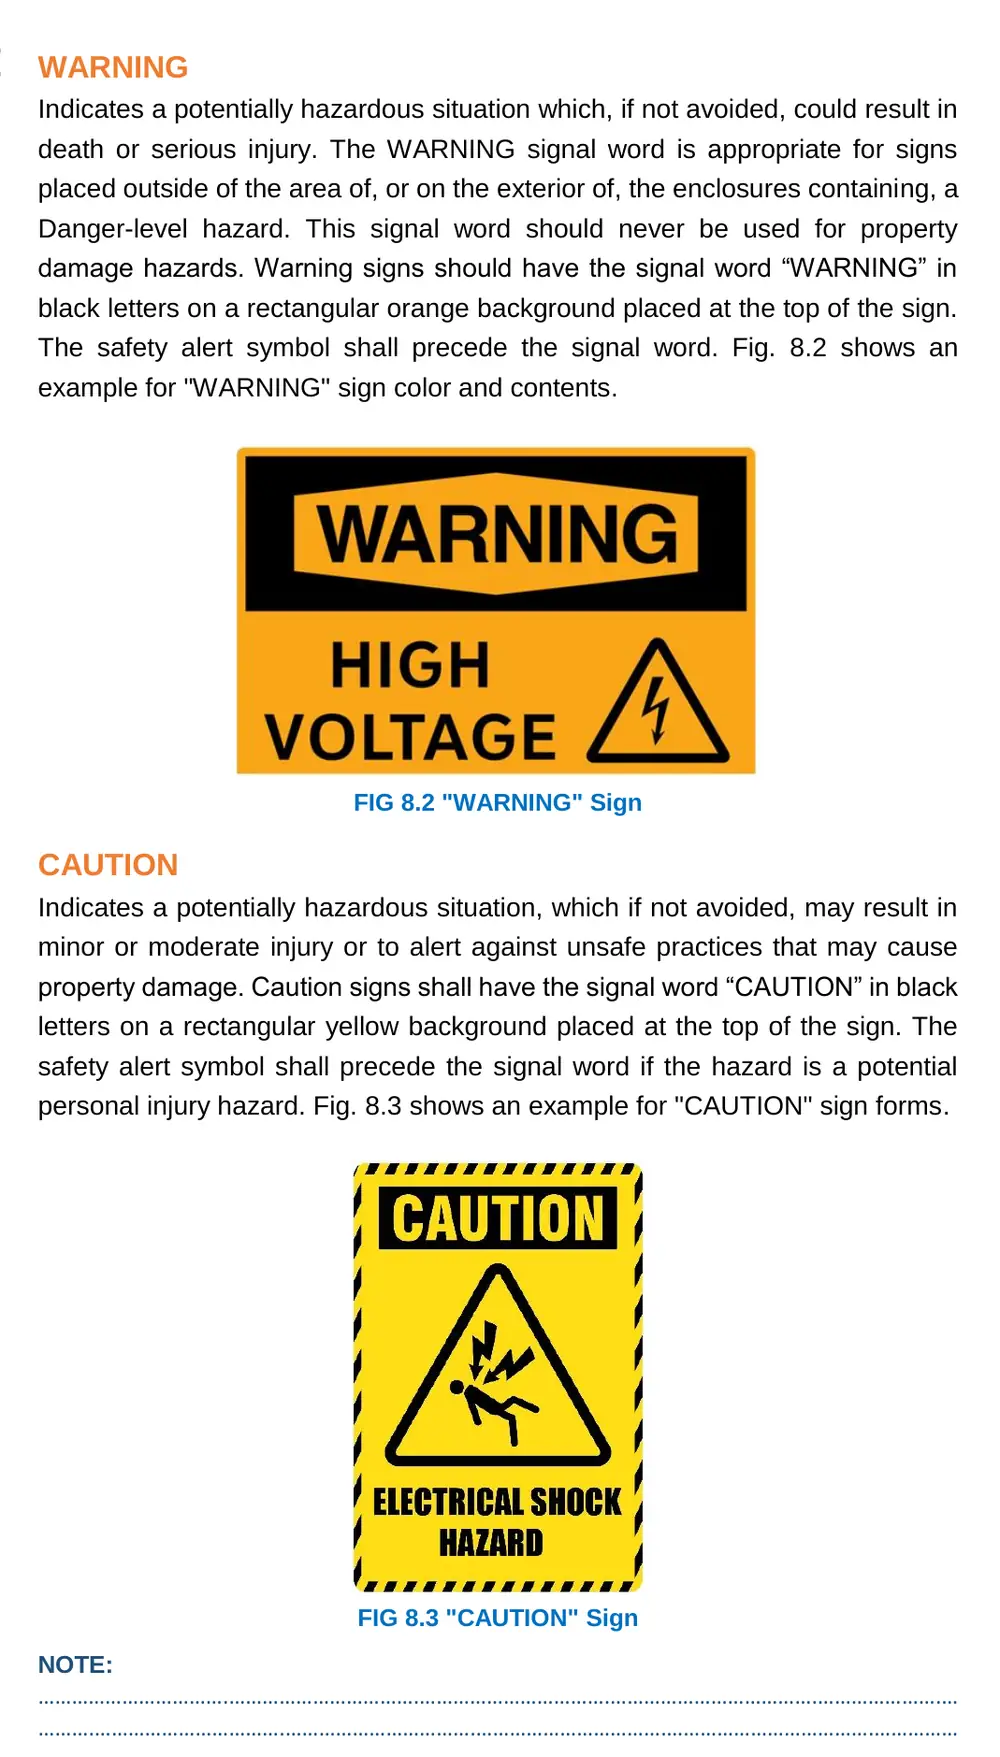 WARNING
Indicates a potentially hazardous situation which, if not avoided, could result in
death or serious injury. The WARNING signal word is appropriate for signs
placed outside of the area of, or on the exterior of, the enclosures containing, a
Danger-level hazard. This signal word should never be used for property
damage hazards. Warning signs should have the signal word “WARNING” in
black letters on a rectangular orange background placed at the top of the sign.
The safety alert symbol shall precede the signal word. Fig. 8.2 shows an
example for "WARNING" sign color and contents.
WARNING
HIGH
VOLTAGE
FIG 8.2 "WARNING" Sign
CAUTION
Indicates a potentially hazardous situation, which if not avoided, may result in
minor or moderate injury or to alert against unsafe practices that may cause
property damage. Caution signs shall have the signal word “CAUTION” in black
letters on a rectangular yellow background placed at the top of the sign. The
safety alert symbol shall precede the signal word if the hazard is a potential
personal injury hazard. Fig. 8.3 shows an example for "CAUTION" sign forms.
CAUTION
ELECTRICAL SHOCK
HAZARD
FIG 8.3 "CAUTION" Sign
NOTE: